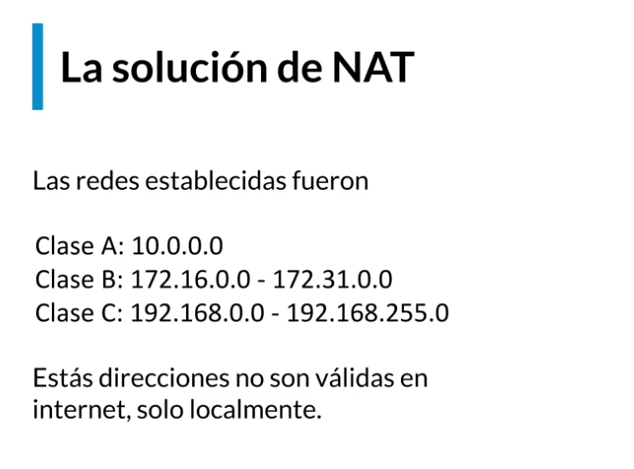 La solución de NAT
Las redes establecidas fueron
Clase A: 10.0.0.0
Clase B: 172.16.0.0 - 172.31.0.0
Clase C: 192.168.0.0 - 192.168.255.0
Estás direcciones no son válidas en
internet, solo localmente.